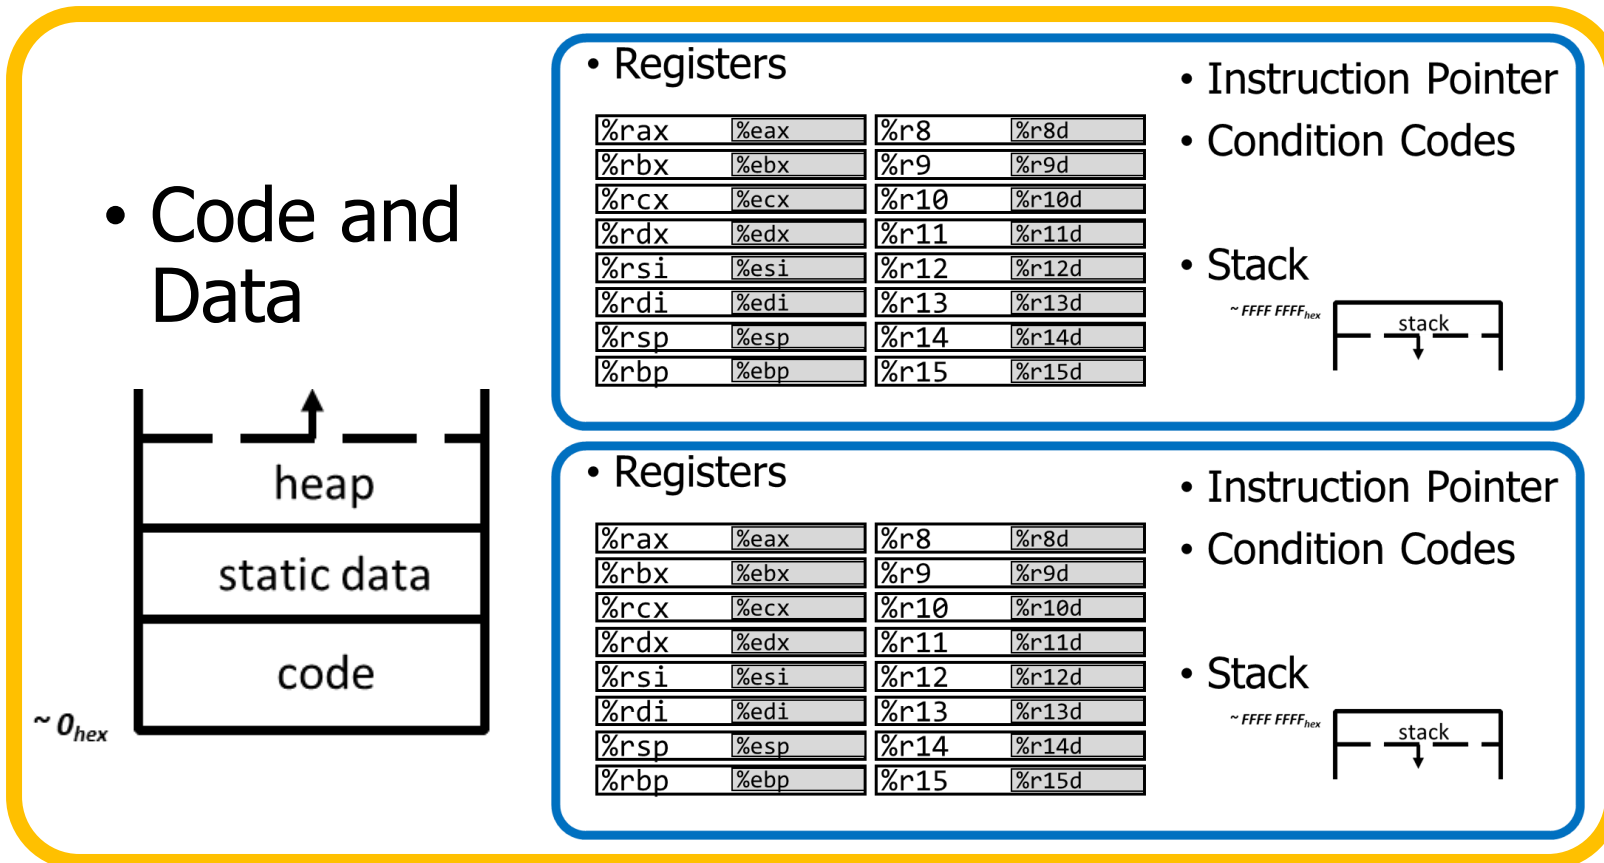 • Code and
Data
heap
static data
code
~ 0hex
• Registers
%rax %eax %r8 %r8d
%rbx %ebx %r9 %r9d
%rcx %ecx %r10 %r10d
%rdx %edx %r11 %r11d
%rsi %esi %r12 %r12d
%rdi %edi %r13 %r13d
%rsp %esp %r14 %r14d
%rbp %ebp %r15 %r15d
• Instruction Pointer
• Condition Codes
• Stack
~ FFFF FFFFhex
stack
• Registers
%rax %eax %r8 %r8d
%rbx %ebx %r9 %r9d
%rcx %ecx %r10 %r10d
%rdx %edx %r11 %r11d
%rsi %esi %r12 %r12d
%rdi %edi %r13 %r13d
%rsp %esp %r14 %r14d
%rbp %ebp %r15 %r15d
• Instruction Pointer
• Condition Codes
• Stack
~ FFFF FFFFhex
stack